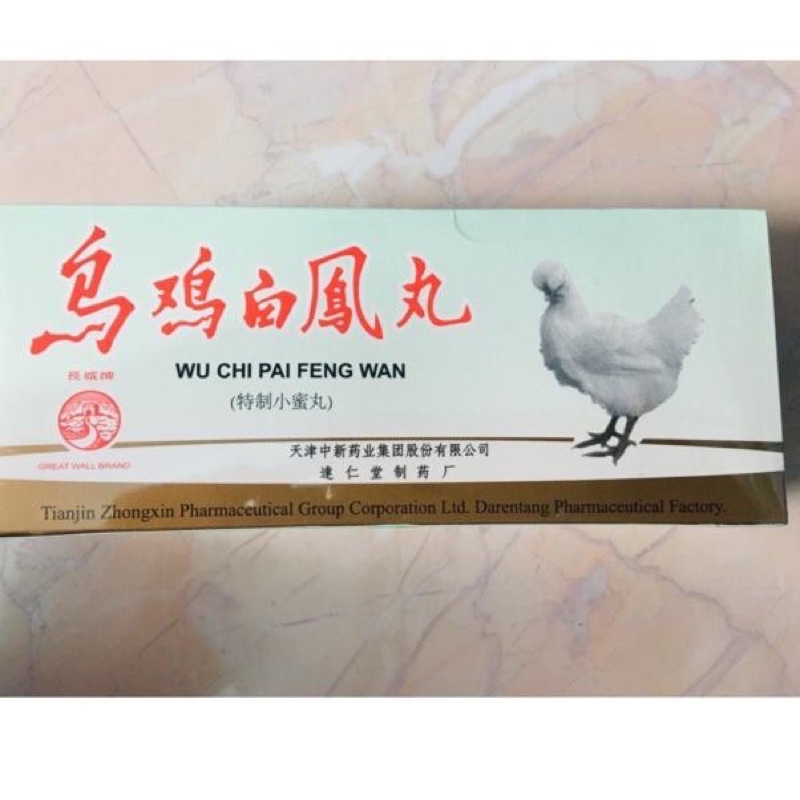 乌鸡白鳳丸
WU CHI PAI FENG WAN
(特制小蜜丸)
長城牌
GREAT WALL BRAND
天津中新药业集团股份有限公司
達仁堂制药厂
Tianjin Zhongxin Pharmaceutical Group Corporation Ltd. Darentang Pharmaceutical Factory.